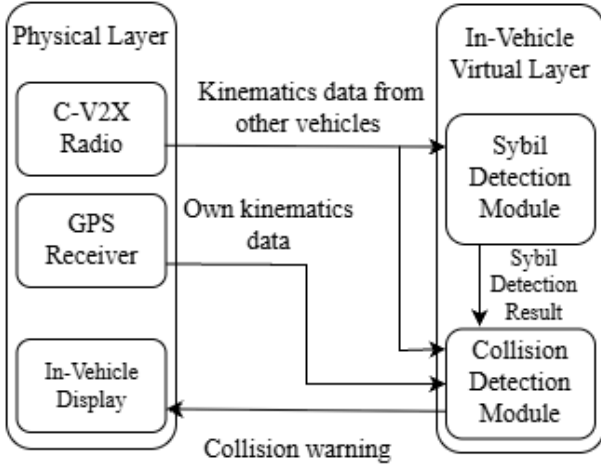 Physical Layer
C-V2X
Radio
GPS
Receiver
In-Vehicle
Display
Kinematics data from
other vehicles
Own kinematics
data
Collision warning
In-Vehicle
Virtual Layer
Sybil
Detection
Module
Sybil
Detection
Result
Collision
Detection
Module